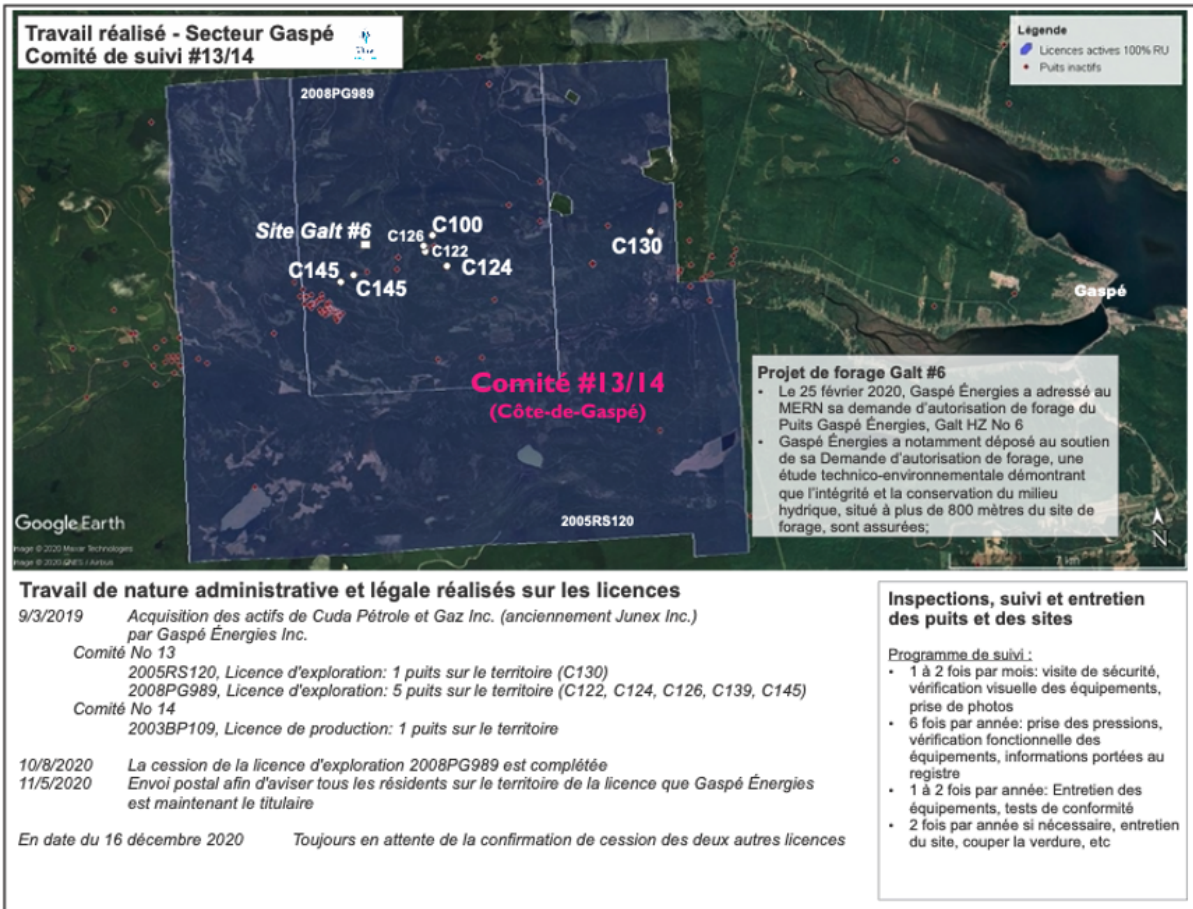 Travail réalisé - Secteur Gaspé
Comité de suivi #13/14
Légende
Licences actives 100% RU
Puits inactifs
2008PG989
Site Galt #6
C126
C100
C122
C124
C130
C145
C145
Gaspé
Comité #13/14
(Côte-de-Gaspé)
Projet de forage Galt #6
• Le 25 février 2020, Gaspé Énergies a adressé au
MERN sa demande d'autorisation de forage du
Puits Gaspé Énergies, Galt HZ No 6
• Gaspé Énergies a notamment déposé au soutien
de sa Demande d'autorisation de forage, une
étude technico-environnementale démontrant
que l'intégrité et la conservation du milieu
hydrique, situé à plus de 800 mètres du site de
forage, sont assurées;
2005RS120
Google Earth
Image © 2020 Maxar Technologies
Image © 2020 CNES / Airbus
N
7 km
Travail de nature administrative et légale réalisés sur les licences
9/3/2019 Acquisition des actifs de Cuda Pétrole et Gaz Inc. (anciennement Junex Inc.)
par Gaspé Énergies Inc.
Comité No 13
2005RS120, Licence d'exploration: 1 puits sur le territoire (C130)
2008PG989, Licence d'exploration: 5 puits sur le territoire (C122, C124, C126, C139, C145)
Comité No 14
2003BP109, Licence de production: 1 puits sur le territoire
10/8/2020 La cession de la licence d'exploration 2008PG989 est complétée
11/5/2020 Envoi postal afin d'aviser tous les résidents sur le territoire de la licence que Gaspé Énergies
est maintenant le titulaire
En date du 16 décembre 2020 Toujours en attente de la confirmation de cession des deux autres licences
Inspections, suivi et entretien
des puits et des sites
Programme de suivi :
• 1 à 2 fois par mois: visite de sécurité,
vérification visuelle des équipements,
prise de photos
• 6 fois par année: prise des pressions,
vérification fonctionnelle des
équipements, informations portées au
registre
• 1 à 2 fois par année: Entretien des
équipements, tests de conformité
• 2 fois par année si nécessaire, entretien
du site, couper la verdure, etc